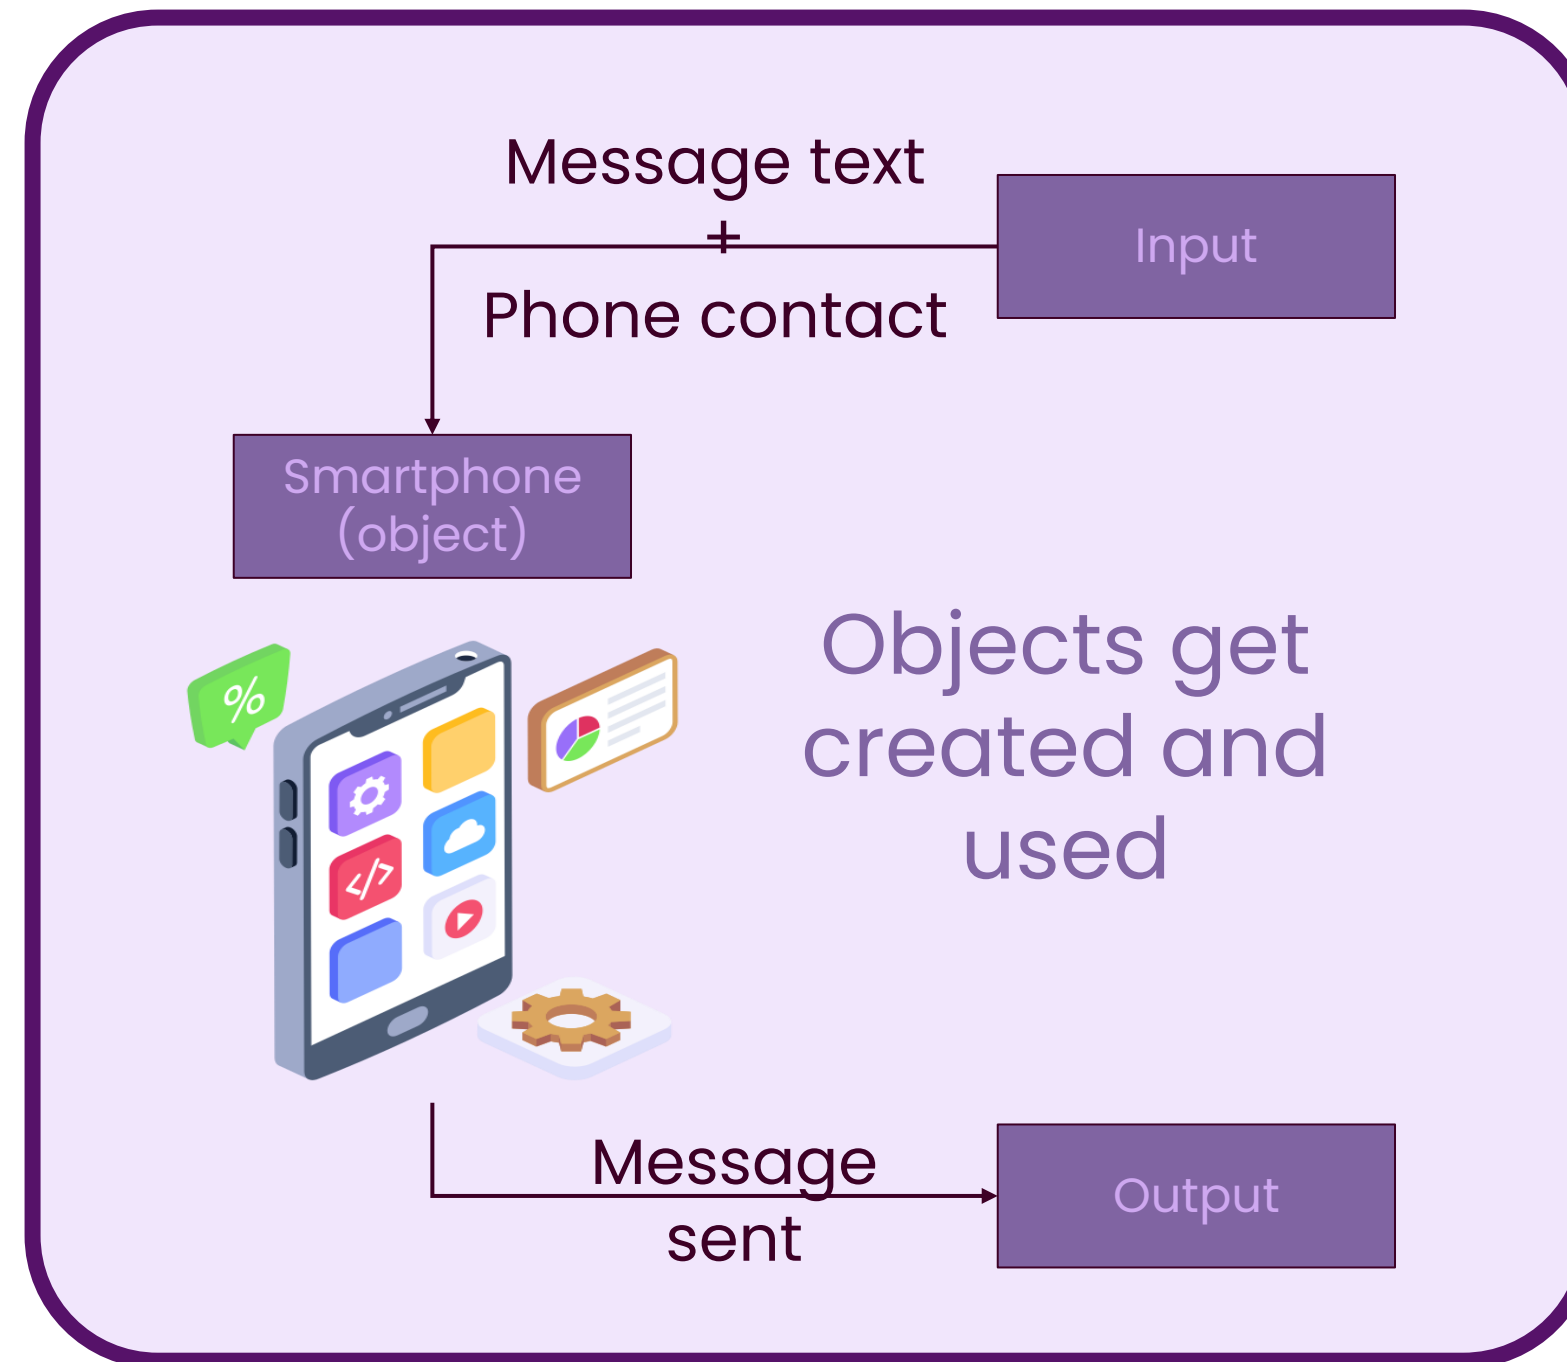 Message text
+
Phone contact
Input
Smartphone
(object)
%
</>
Objects get
created and
used
Message
sent
Output